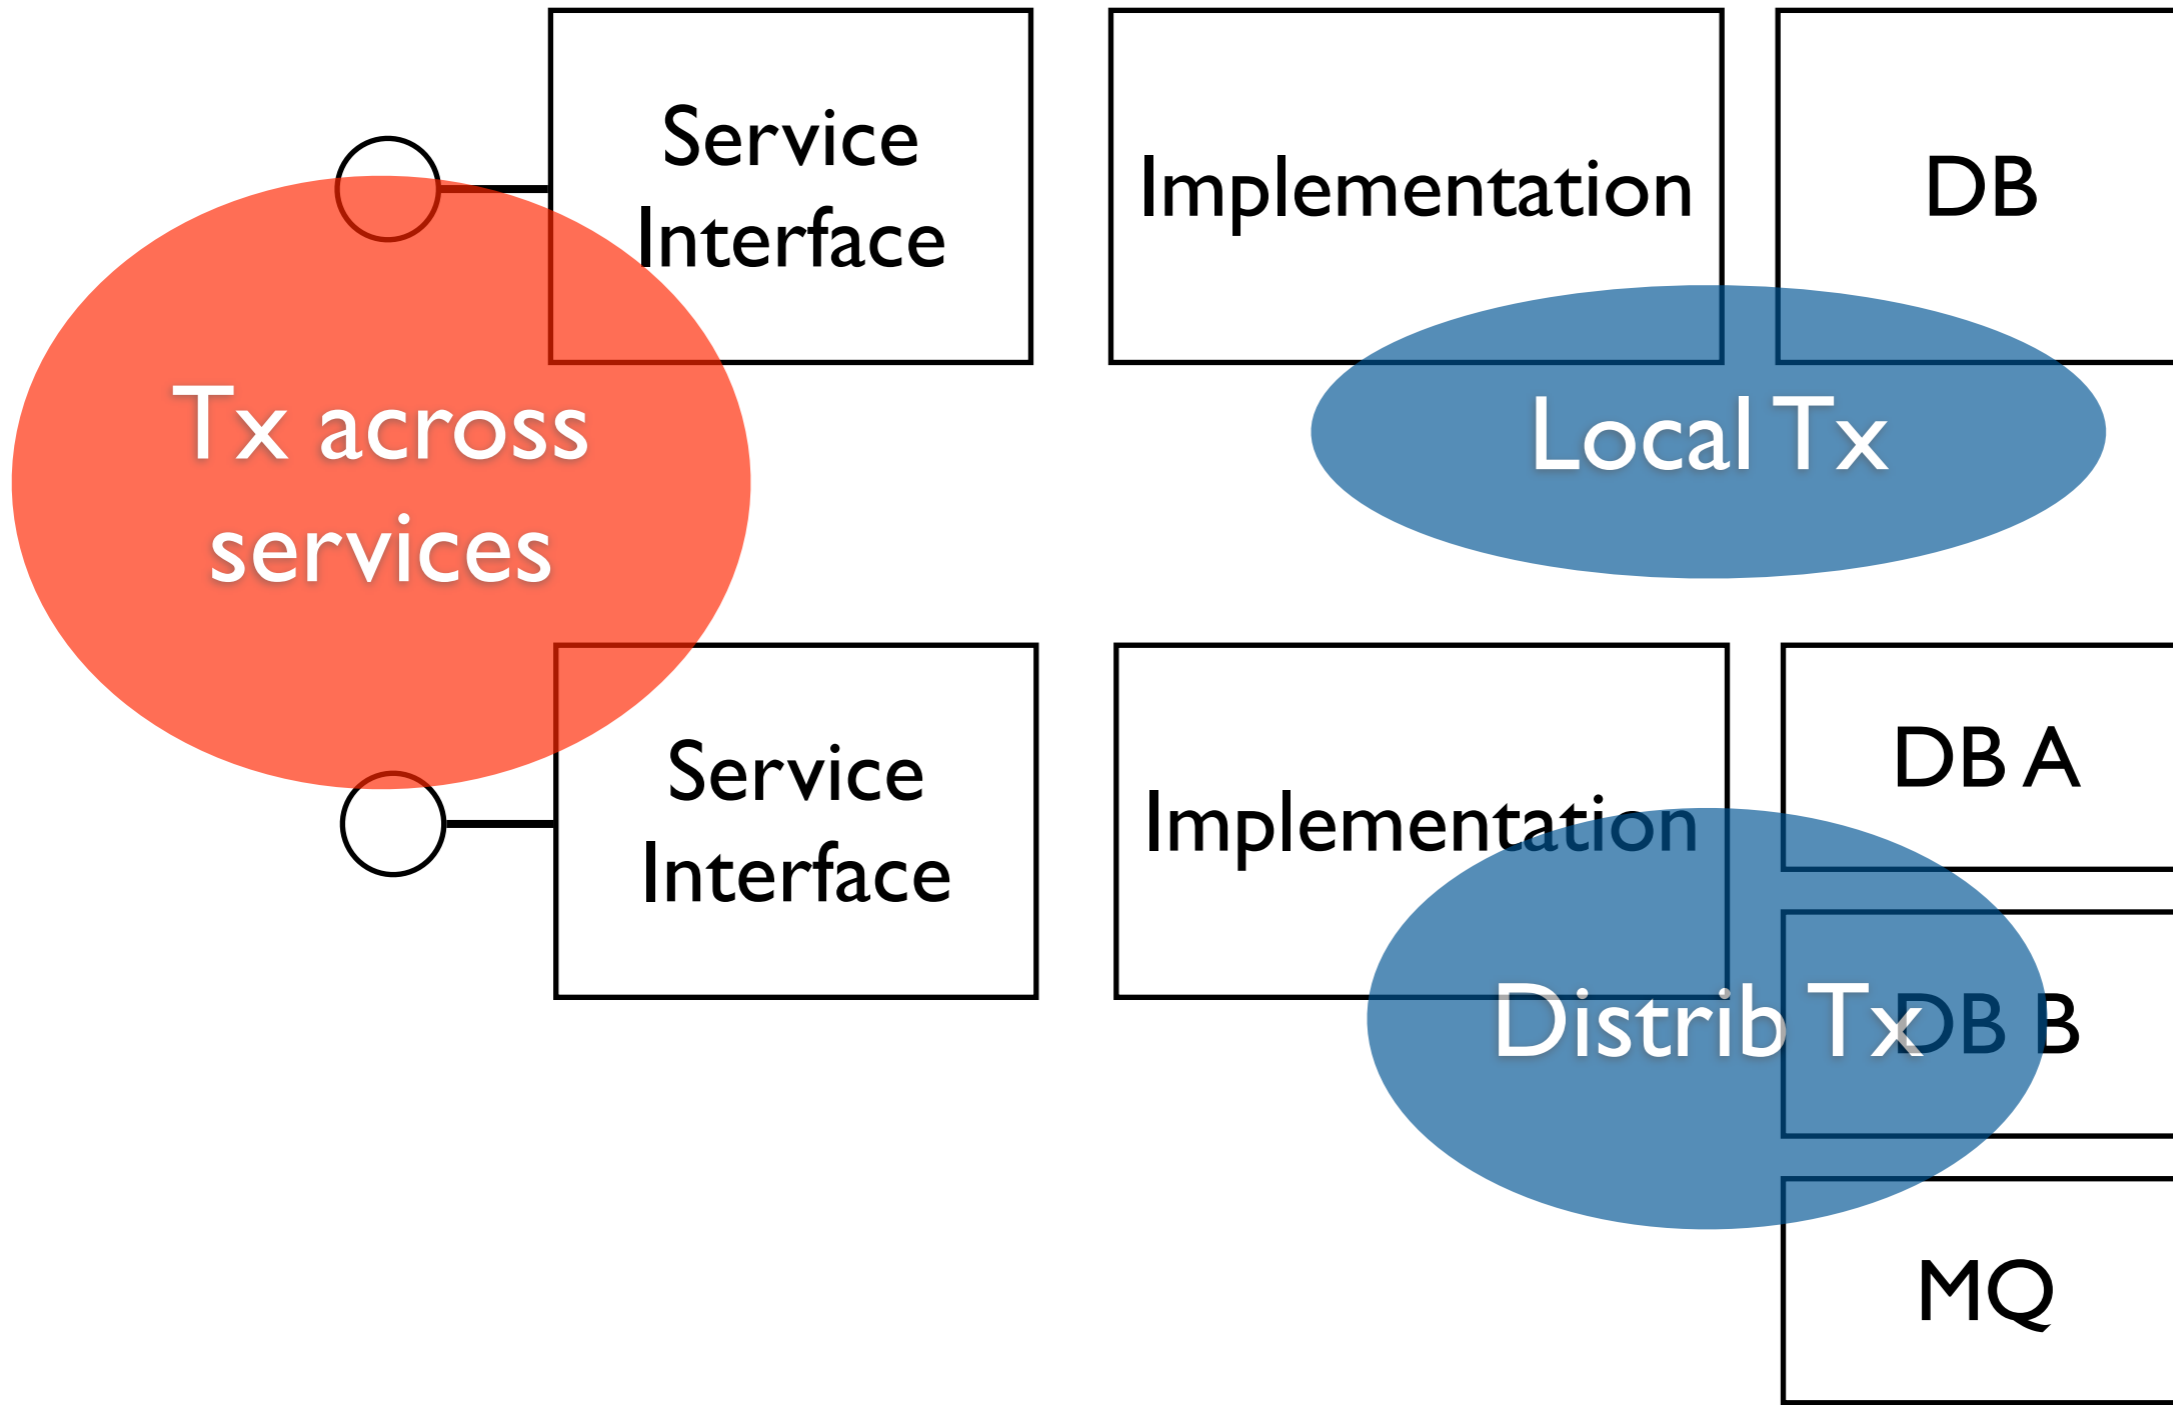 Service
Interface
Implementation
DB
Tx across
services
Local Tx
Service
Interface
Implementation
DB A
Distrib Tx
DB B
MQ